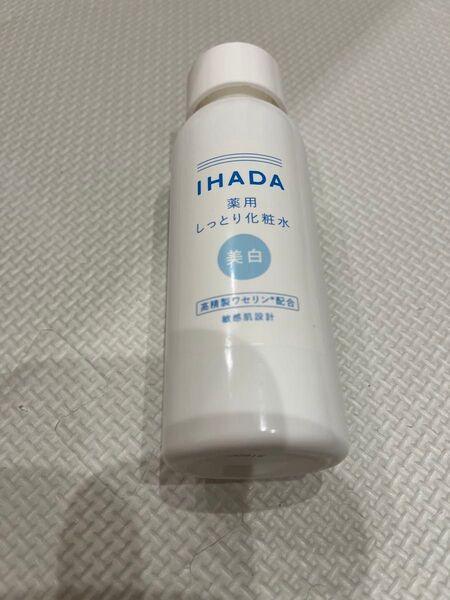 IHADA
薬用
しっとり化粧水
美白
高精製ワセリン*配合
敏感肌設計